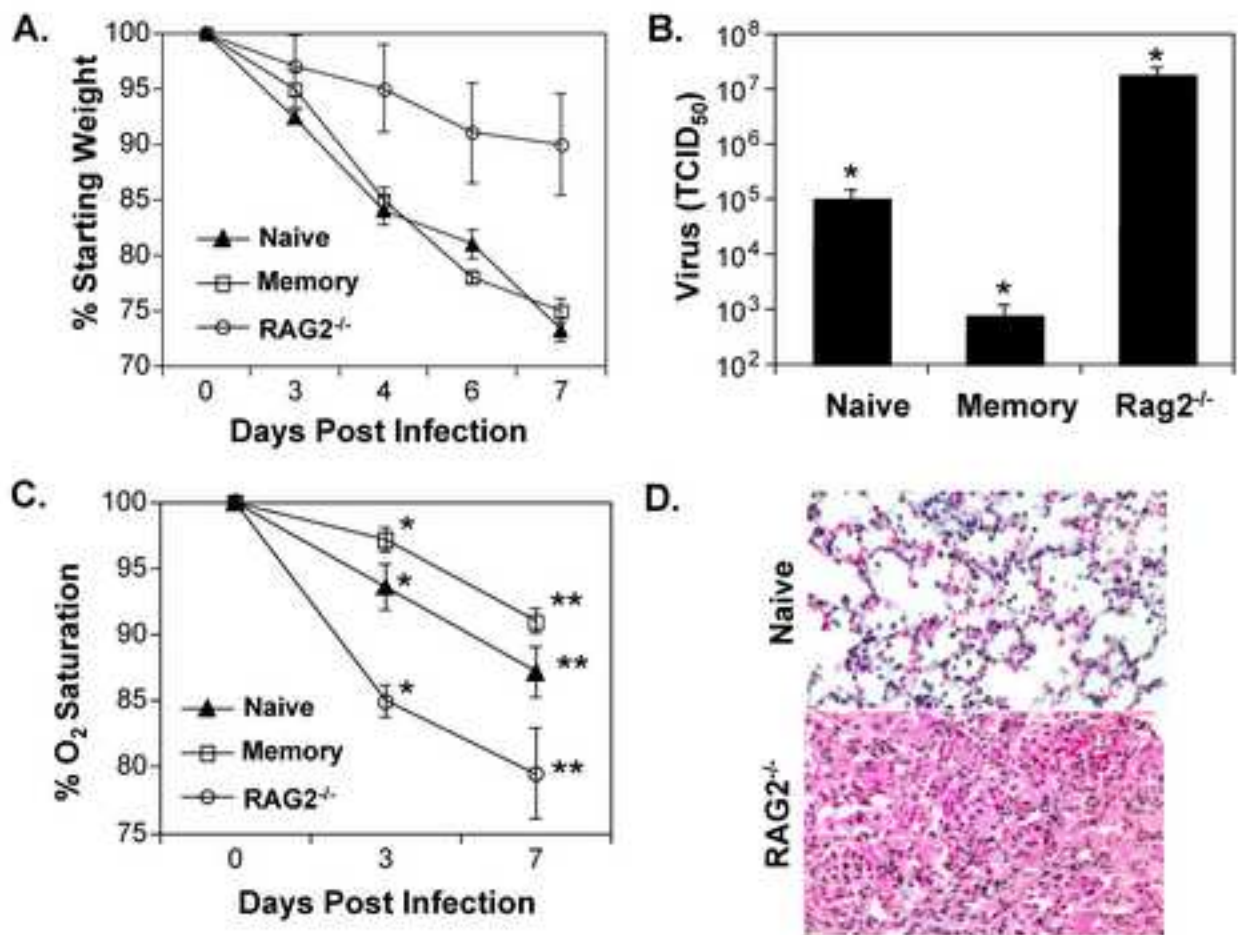 A.
100
95
90
85
80
75
70
% Starting Weight
Naive
Memory
RAG2-/-
0 3 4 6 7
Days Post Infection
B.
10^8
10^7
10^6
10^5
10^4
10^3
10^2
Virus (TCID50)
*
*
*
Naive Memory Rag2-/-
C.
100
95
90
85
80
75
% O2 Saturation
*
*
*
**
**
**
Naive
Memory
RAG2-/-
0 3 7
Days Post Infection
D.
Naive
RAG2-/-